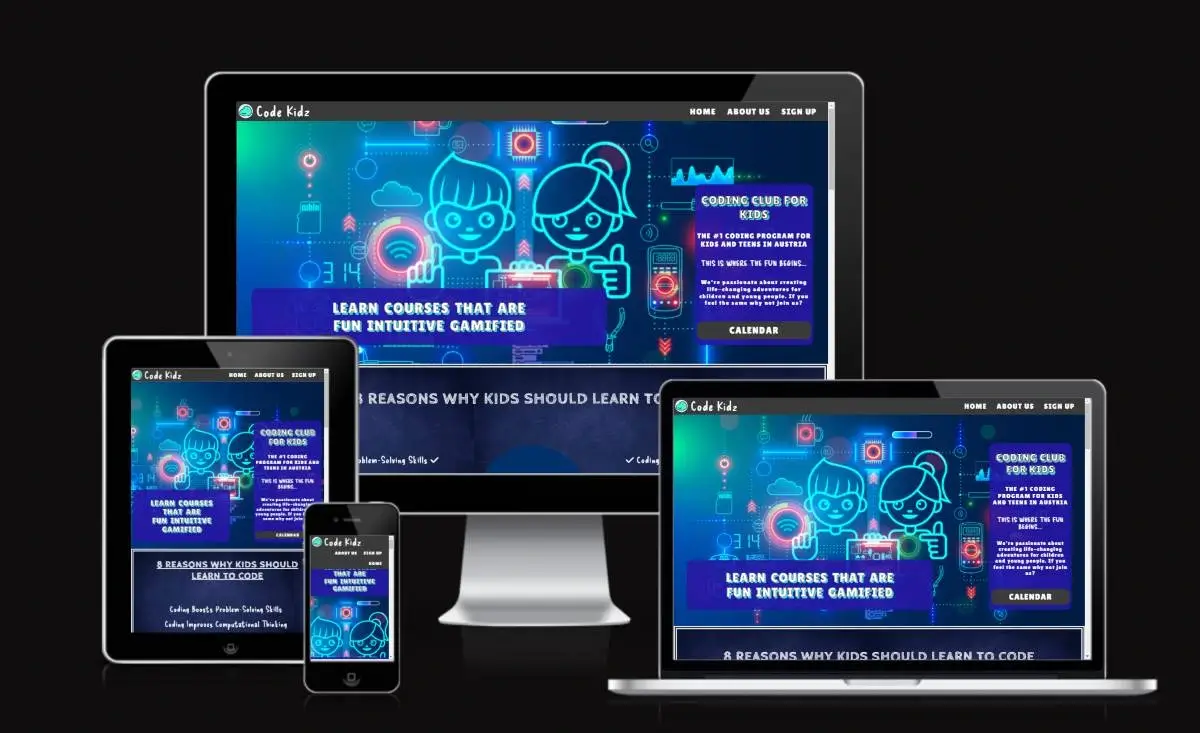 Code Kidz
HOME ABOUT US SIGN UP
CODING CLUB FOR
KIDS
THE #1 CODING PROGRAM FOR
KIDS AND TEENS IN AUSTRIA
THIS IS WHERE THE FUN BEGINS...
We're passionate about creating
life-changing adventures for
children and young people. If you
feel the same why not join us?
CALENDAR
314
LEARN COURSES THAT ARE
FUN INTUITIVE GAMIFIED
8 REASONS WHY KIDS SHOULD LEARN TO
Skills ✓
✓ Coding
Code Kidz
HOME ABOUT US SIGN UP
CODING CLUB
FOR KIDS
THE #1 CODING
PROGRAM FOR KIDS AND
TEENS IN AUSTRIA
THIS IS WHERE THE FUN
BEGINS...
We're passionate about
creating life-changing
adventures for children
and young people. If you
feel the same why not join
CALENDAR
LEARN COURSES
THAT ARE
FUN INTUITIVE
GAMIFIED
8 REASONS WHY KIDS SHOULD
LEARN TO CODE
Coding Boosts Problem-Solving Skills
Coding Improves Computational Thinking
Code Kidz
ABOUT US SIGN UP
HOME
THAT ARE
FUN INTUITIVE
GAMIFIED
Code Kidz
HOME ABOUT US SIGN UP
CODING CLUB
FOR KIDS
THE #1 CODING
PROGRAM FOR KIDS
AND TEENS IN AUSTRIA
THIS IS WHERE THE FUN
BEGINS...
We're passionate about
creating life-changing
adventures for children
and young people. If you
feel the same why not join
us?
CALENDAR
314
LEARN COURSES THAT ARE
FUN INTUITIVE GAMIFIED
8 REASONS WHY KIDS SHOULD LEARN TO CODE